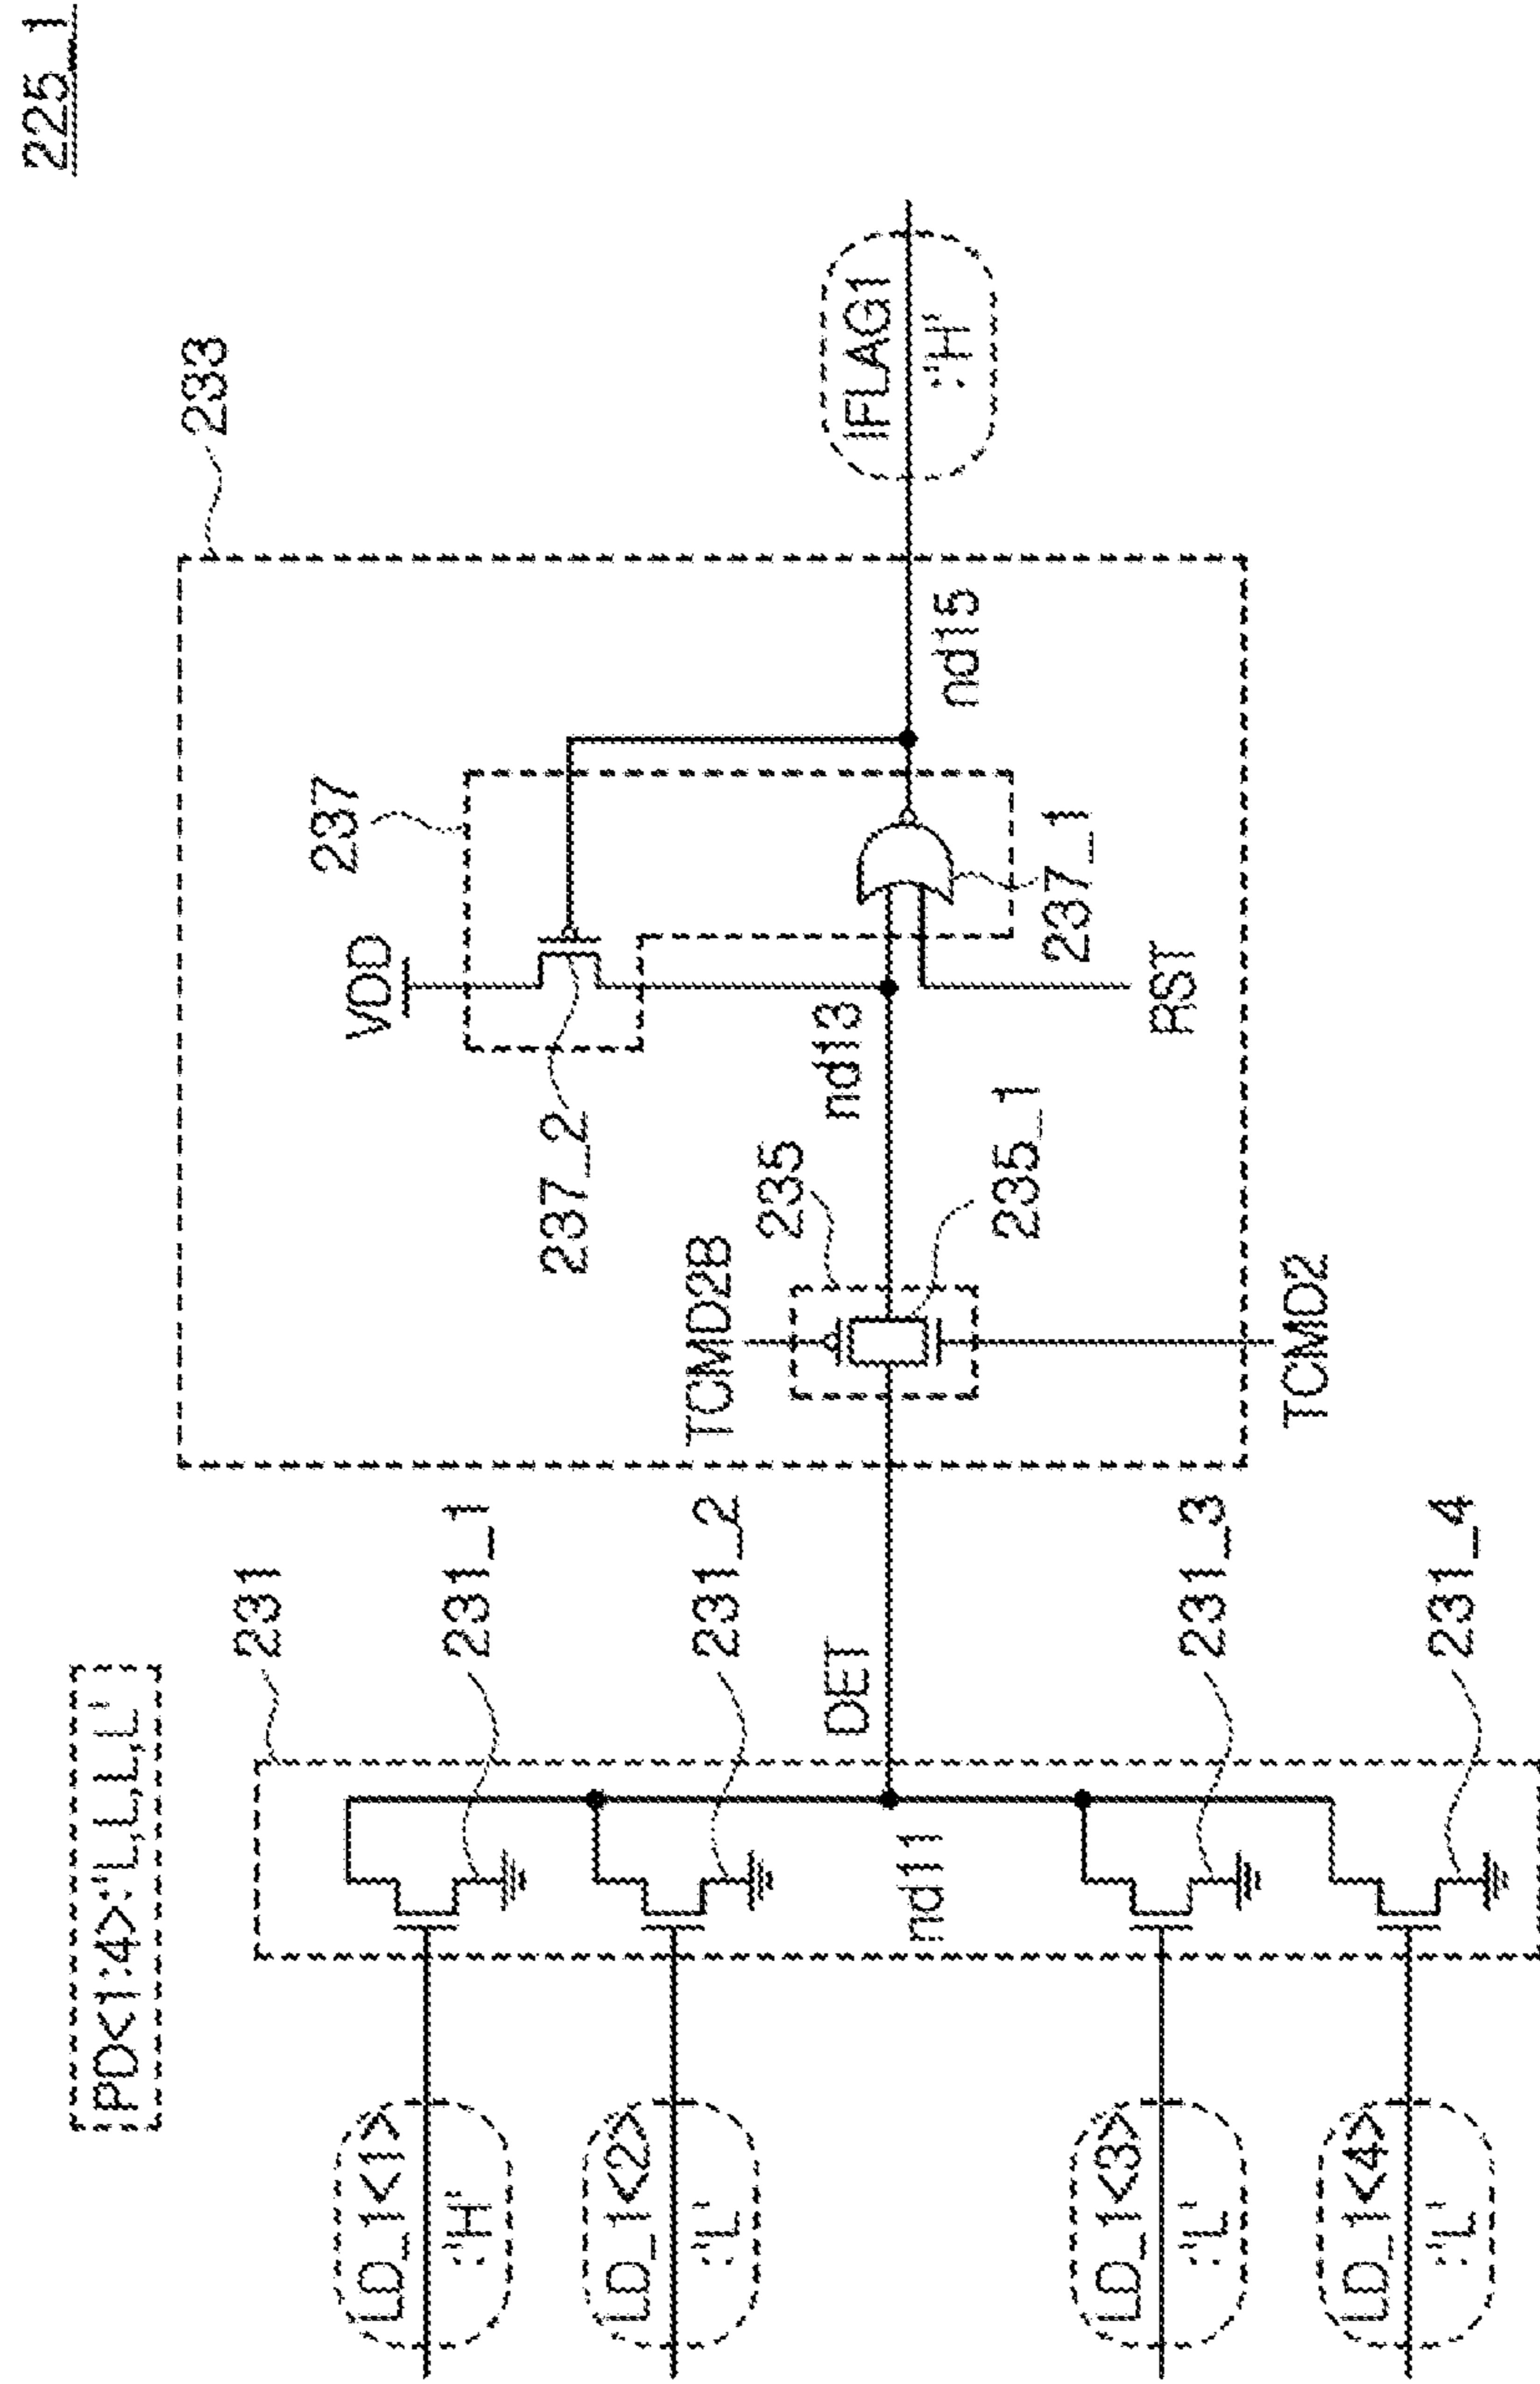 225_1
PD<1:4>:'L,L,L,L'
231
231_1
231_2
231_3
231_4
LD_1<1>
:'H'
LD_1<2>
:'L'
LD_1<3>
:'L'
LD_1<4>
:'L'
nd11
DET
233
TCMD2B
235
235_1
TCMD2
VDD
237
237_2
nd13
237_1
RST
nd15
IFLAG1
:'H'